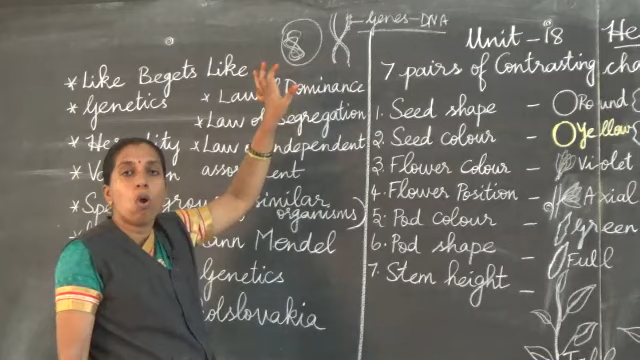 Genes-DNA
* Like Begets Like
* Genetics
* Law Dominance
* Law of Segregation
* Law of Independent
assortment
similar
organisms)
Mendel
Genetics
Unit - 18
7 pairs of Contrasting cha
1. Seed shape - Round
2. Seed colour - Yellow
3. Flower Colour - Violet
4. Flower Position - Axial
5. Pod colour - Green
6. Pod shape - Full
7. Stem height -
He